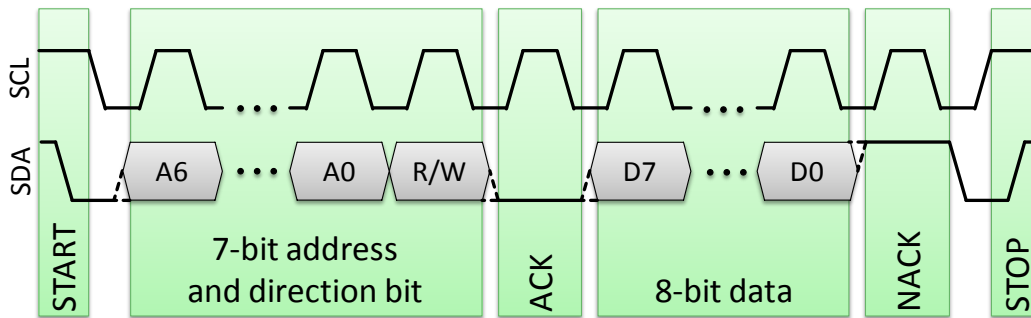 SCL
SDA
A6
A0
R/W
D7
D0
START
7-bit address
and direction bit
ACK
8-bit data
NACK
STOP